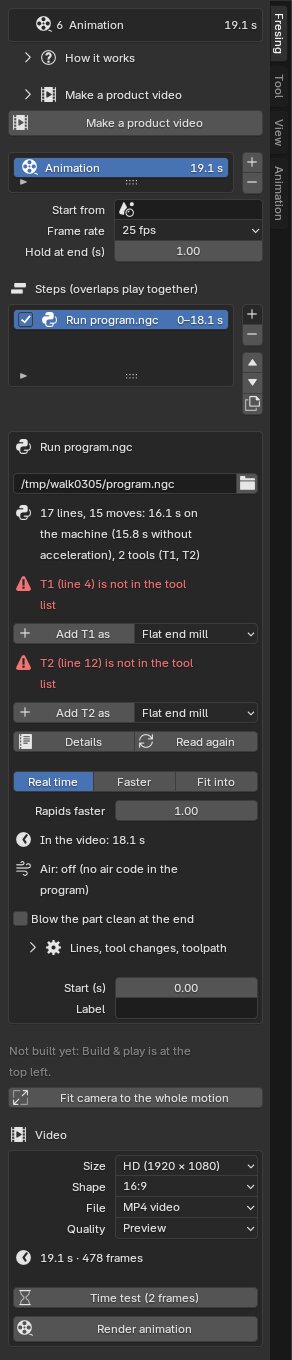 6 Animation 19.1 s
How it works
Make a product video
Make a product video
Animation 19.1 s
Start from
Frame rate 25 fps
Hold at end (s) 1.00
Steps (overlaps play together)
Run program.ngc 0–18.1 s
Run program.ngc
/tmp/walk0305/program.ngc
17 lines, 15 moves: 16.1 s on
the machine (15.8 s without
acceleration), 2 tools (T1, T2)
T1 (line 4) is not in the tool
list
Add T1 as Flat end mill
T2 (line 12) is not in the tool
list
Add T2 as Flat end mill
Details Read again
Real time Faster Fit into
Rapids faster 1.00
In the video: 18.1 s
Air: off (no air code in the
program)
Blow the part clean at the end
Lines, tool changes, toolpath
Start (s) 0.00
Label
Not built yet: Build & play is at the
top left.
Fit camera to the whole motion
Video
Size HD (1920 × 1080)
Shape 16:9
File MP4 video
Quality Preview
19.1 s · 478 frames
Time test (2 frames)
Render animation
Fresing
Tool
View
Animation